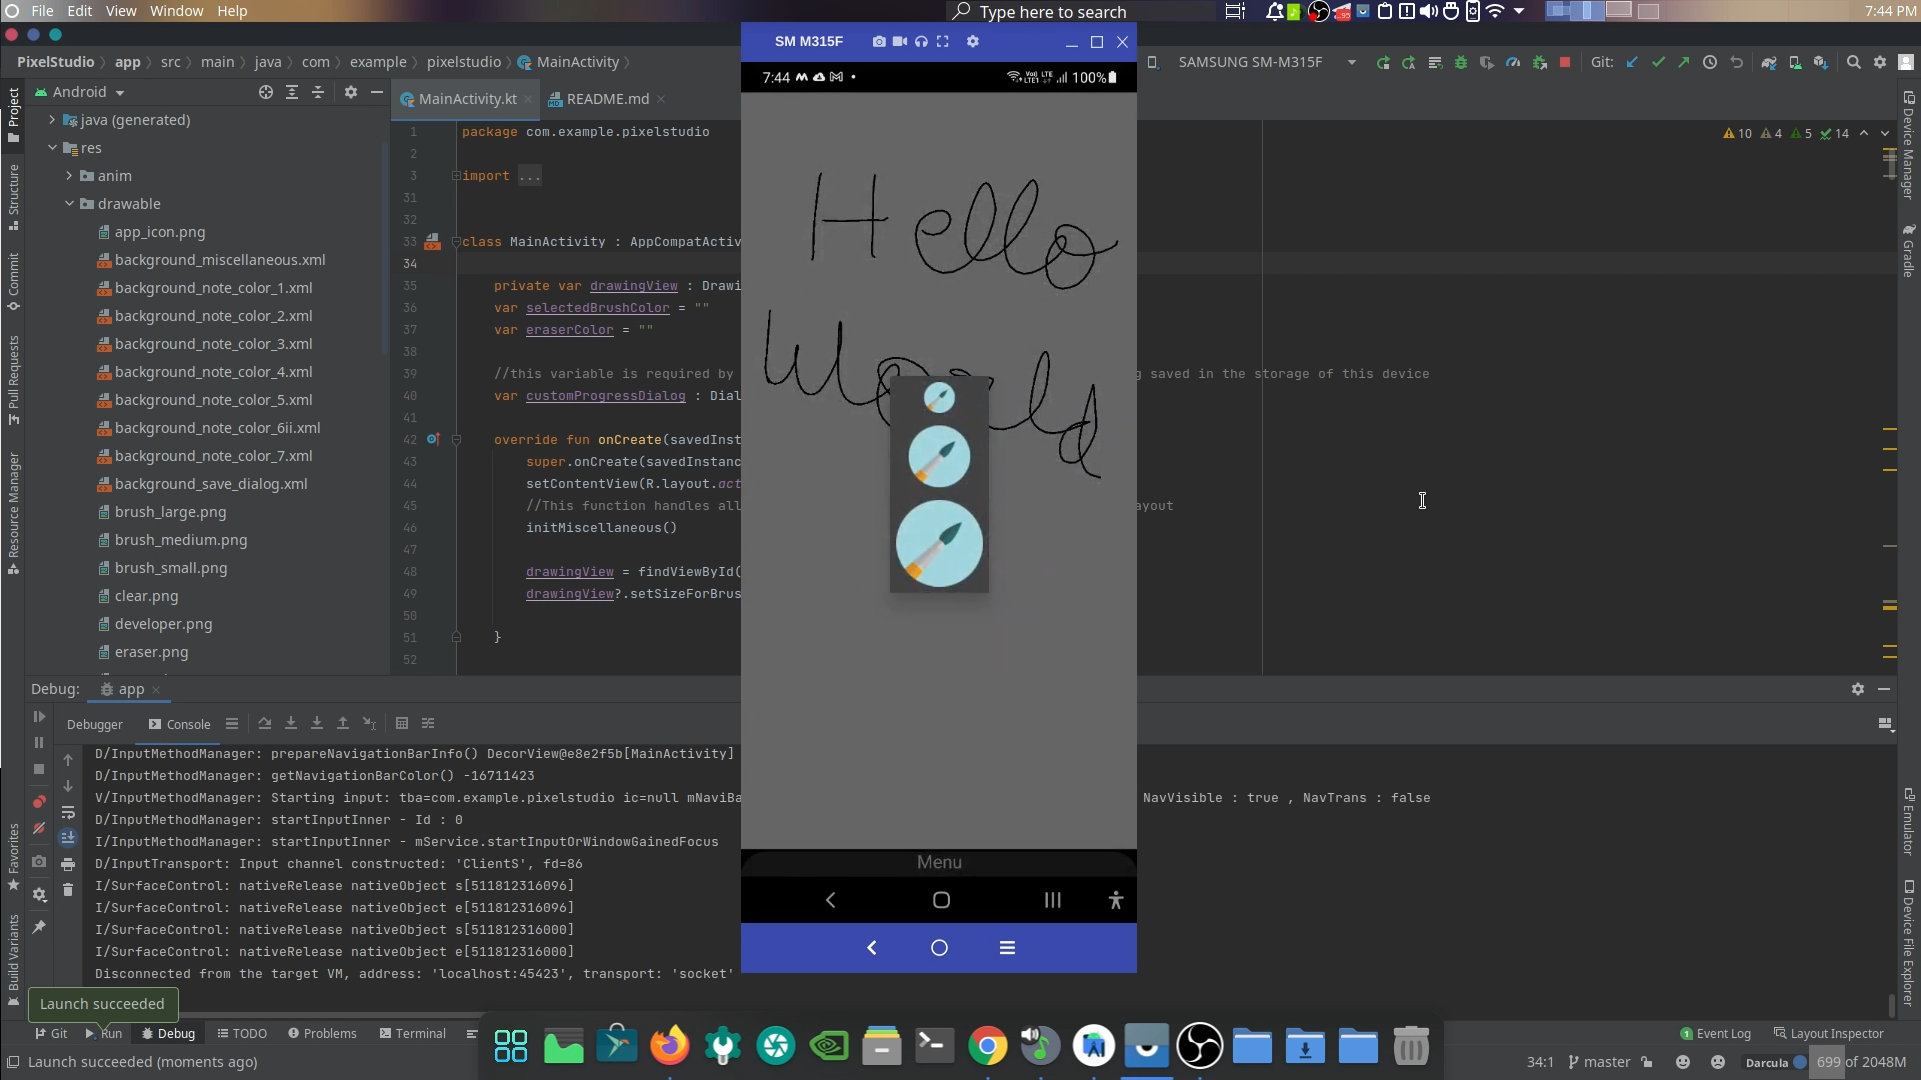 File Edit View Window Help
Type here to search
7:44 PM
SM M315F
PixelStudio app src main java com example pixelstudio MainActivity
SAMSUNG SM-M315F
Git:
7:44
100%
Android
MainActivity.kt
README.md
10 4 5 14
java (generated)
res
anim
drawable
app_icon.png
background_miscellaneous.xml
background_note_color_1.xml
background_note_color_2.xml
background_note_color_3.xml
background_note_color_4.xml
background_note_color_5.xml
background_note_color_6ii.xml
background_note_color_7.xml
background_save_dialog.xml
brush_large.png
brush_medium.png
brush_small.png
clear.png
developer.png
eraser.png
Project
Structure
Commit
Pull Requests
Resource Manager
Favorites
Build Variants
1 package com.example.pixelstudio
2
3 import ...
31
32
33 class MainActivity : AppCompatActiv
34
35 private var drawingView : Drawi
36 var selectedBrushColor = ""
37 var eraserColor = ""
38
39 //this variable is required by g saved in the storage of this device
40 var customProgressDialog : Dial
41
42 override fun onCreate(savedInst
43 super.onCreate(savedInstanc
44 setContentView(R.layout.act
45 //This function handles all ayout
46 initMiscellaneous()
47
48 drawingView = findViewById(
49 drawingView?.setSizeForBrus
50
51 }
52
Hello
Menu
Device Manager
Gradle
Emulator
Device File Explorer
Debug: app
Debugger Console
D/InputMethodManager: prepareNavigationBarInfo() DecorView@e8e2f5b[MainActivity]
D/InputMethodManager: getNavigationBarColor() -16711423
V/InputMethodManager: Starting input: tba=com.example.pixelstudio ic=null mNaviBa NavVisible : true , NavTrans : false
D/InputMethodManager: startInputInner - Id : 0
I/InputMethodManager: startInputInner - mService.startInputOrWindowGainedFocus
D/InputTransport: Input channel constructed: 'ClientS', fd=86
I/SurfaceControl: nativeRelease nativeObject s[511812316096]
I/SurfaceControl: nativeRelease nativeObject e[511812316096]
I/SurfaceControl: nativeRelease nativeObject s[511812316000]
I/SurfaceControl: nativeRelease nativeObject e[511812316000]
Disconnected from the target VM, address: 'localhost:45423', transport: 'socket'
Launch succeeded
Git Run Debug TODO Problems Terminal
Event Log Layout Inspector
Launch succeeded (moments ago)
34:1 master Darcula 699 of 2048M